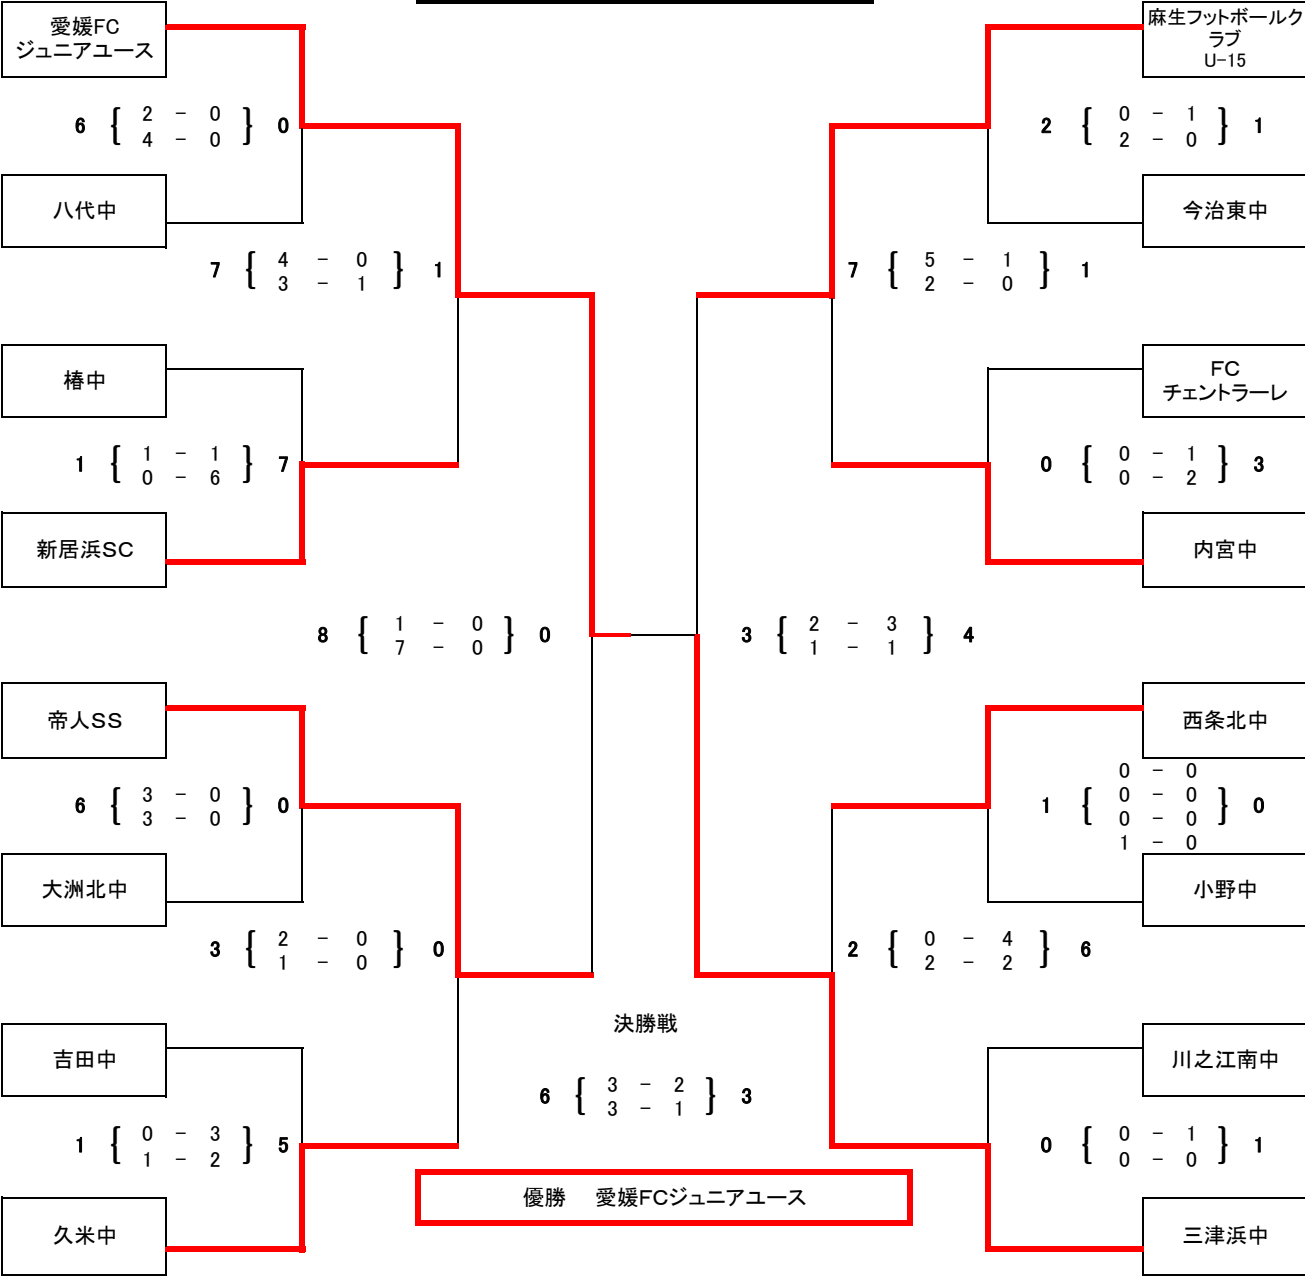 愛媛FC
ジュニアユース
6 { 2 - 0 } 0
4 - 0
八代中
7 { 4 - 0 } 1
3 - 1
椿中
1 { 1 - 1 } 7
0 - 6
新居浜SC
8 { 1 - 0 } 0
7 - 0
帝人SS
6 { 3 - 0 } 0
3 - 0
大洲北中
3 { 2 - 0 } 0
1 - 0
吉田中
1 { 0 - 3 } 5
1 - 2
久米中
麻生フットボールク
ラブ
U-15
2 { 0 - 1 } 1
2 - 0
今治東中
7 { 5 - 1 } 1
2 - 0
FC
チェントラーレ
0 { 0 - 1 } 3
0 - 2
内宮中
3 { 2 - 3 } 4
1 - 1
西条北中
0 - 0
1 { 0 - 0 } 0
0 - 0
1 - 0
小野中
2 { 0 - 4 } 6
2 - 2
川之江南中
0 { 0 - 1 } 1
0 - 0
三津浜中
決勝戦
6 { 3 - 2 } 3
3 - 1
優勝 愛媛FCジュニアユース